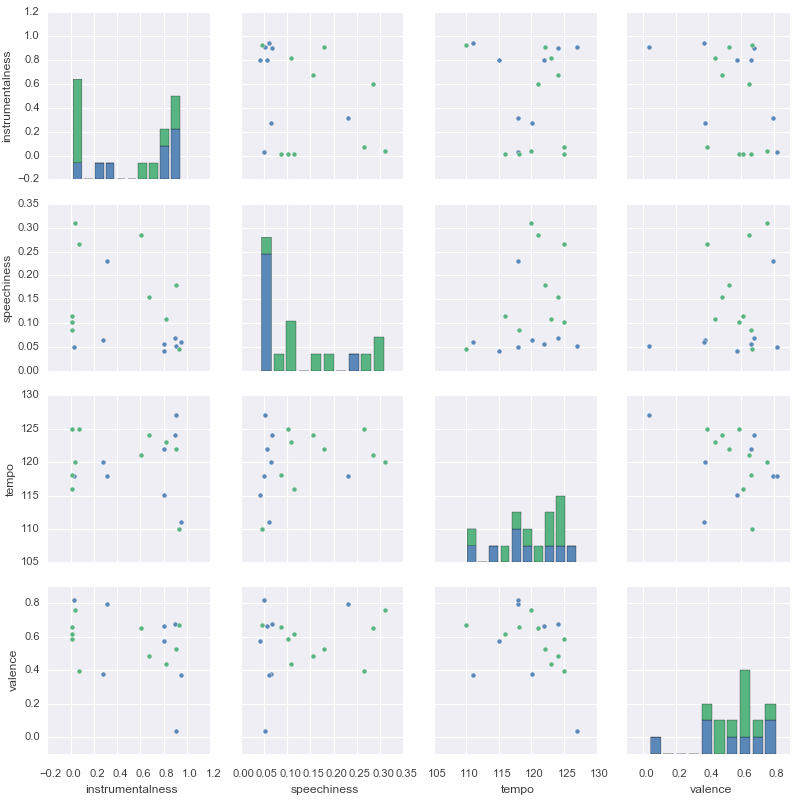 1.2
1.0
0.8
0.6
0.4
0.2
0.0
−0.2
instrumentalness
0.35
0.30
0.25
0.20
0.15
0.10
0.05
0.00
speechiness
130
125
120
115
110
105
tempo
0.8
0.6
0.4
0.2
0.0
valence
−0.2 0.0 0.2 0.4 0.6 0.8 1.0 1.2
instrumentalness
0.00 0.05 0.10 0.15 0.20 0.25 0.30 0.35
speechiness
105 110 115 120 125 130
tempo
0.0 0.2 0.4 0.6 0.8
valence